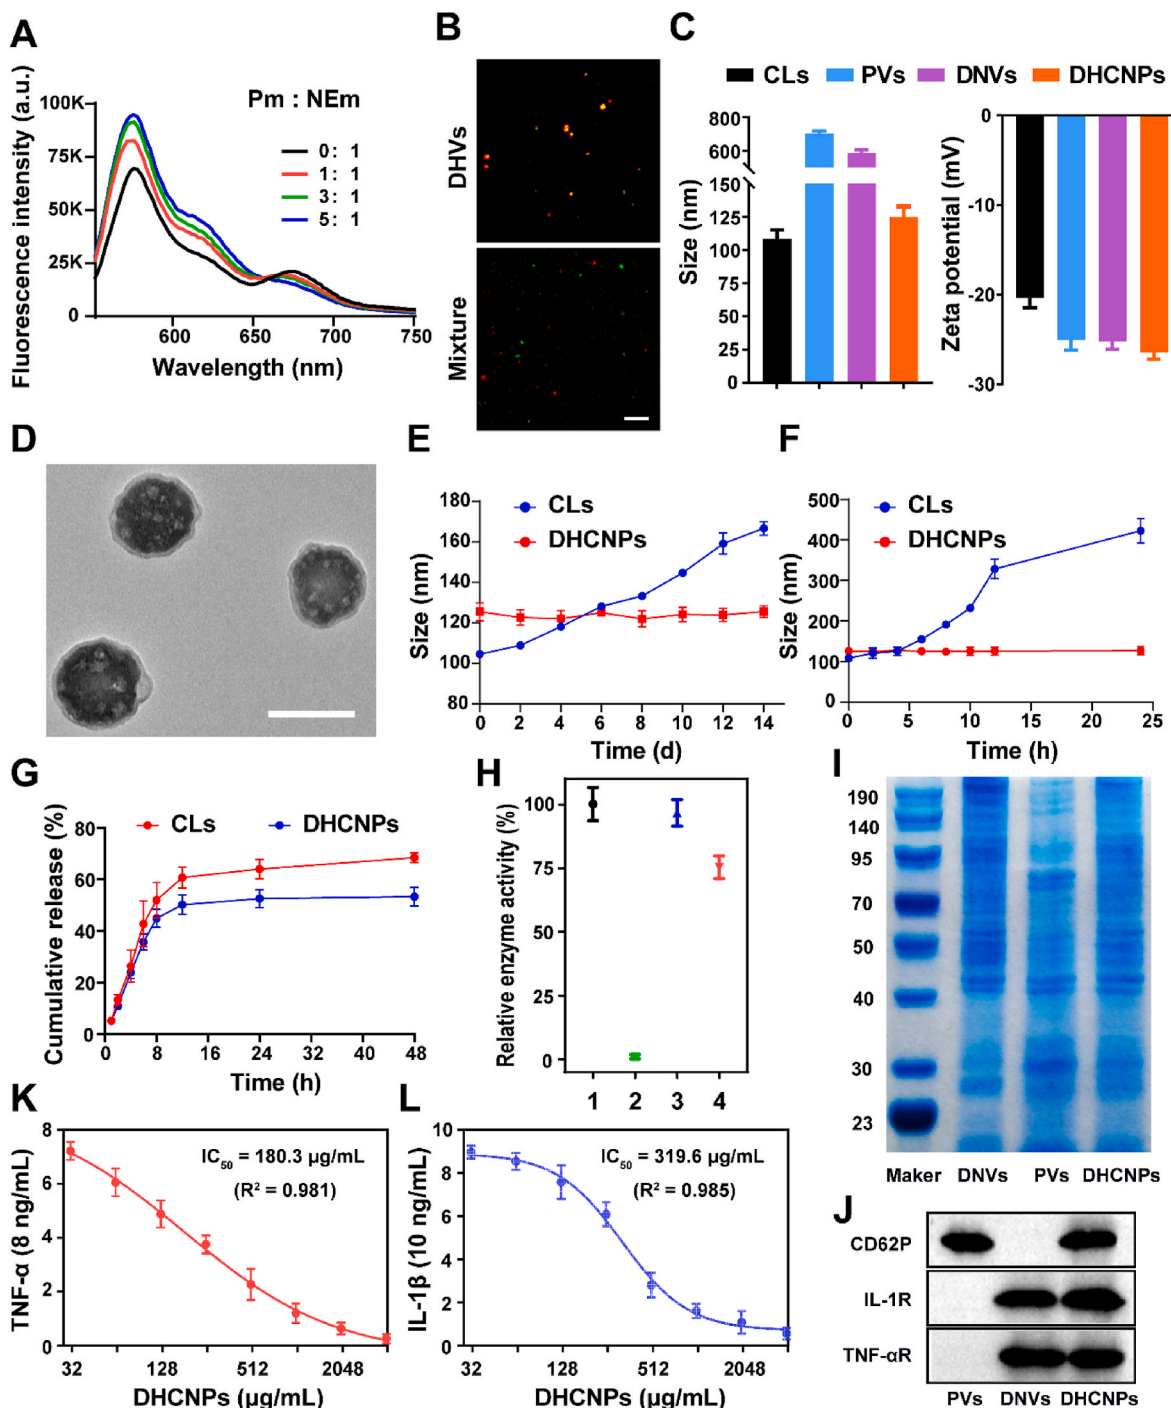 A
Fluorescence intensity (a.u.)
100K
75K
50K
25K
0
600 650 700 750
Wavelength (nm)
Pm : NEm
0: 1
1: 1
3: 1
5: 1
B
DHVs
Mixture
C
CLs PVs DNVs DHCNPs
Size (nm)
800
600
150
125
100
75
50
25
0
Zeta potential (mV)
0
-10
-20
-30
D
E
Size (nm)
180
160
140
120
100
80
0 2 4 6 8 10 12 14
Time (d)
CLs
DHCNPs
F
Size (nm)
500
400
300
200
100
0
0 5 10 15 20 25
Time (h)
CLs
DHCNPs
G
Cumulative release (%)
80
60
40
20
0
0 8 16 24 32 40 48
Time (h)
CLs DHCNPs
H
Relative enzyme activity (%)
100
75
50
25
0
1 2 3 4
I
190
140
95
70
50
40
30
23
Maker DNVs PVs DHCNPs
J
CD62P
IL-1R
TNF-αR
PVs DNVs DHCNPs
K
TNF-α (8 ng/mL)
8
6
4
2
0
32 128 512 2048
DHCNPs (µg/mL)
IC50 = 180.3 µg/mL
(R² = 0.981)
L
IL-1β (10 ng/mL)
10
8
6
4
2
0
32 128 512 2048
DHCNPs (µg/mL)
IC50 = 319.6 µg/mL
(R² = 0.985)